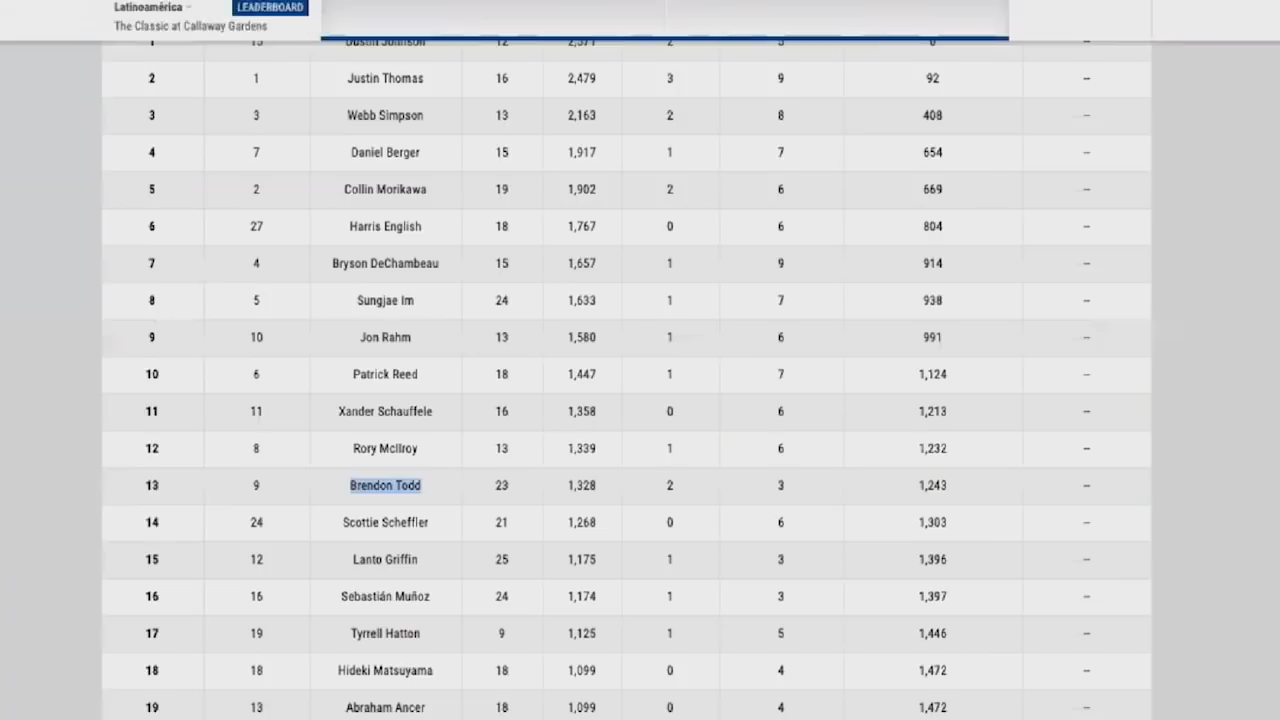 Latinoamérica –
LEADERBOARD
The Classic at Callaway Gardens
1 15 Dustin Johnson 12 2,571 2 5 0 --
2 1 Justin Thomas 16 2,479 3 9 92 --
3 3 Webb Simpson 13 2,163 2 8 408 --
4 7 Daniel Berger 15 1,917 1 7 654 --
5 2 Collin Morikawa 19 1,902 2 6 669 --
6 27 Harris English 18 1,767 0 6 804 --
7 4 Bryson DeChambeau 15 1,657 1 9 914 --
8 5 Sungjae Im 24 1,633 1 7 938 --
9 10 Jon Rahm 13 1,580 1 6 991 --
10 6 Patrick Reed 18 1,447 1 7 1,124 --
11 11 Xander Schauffele 16 1,358 0 6 1,213 --
12 8 Rory McIlroy 13 1,339 1 6 1,232 --
13 9 Brendon Todd 23 1,328 2 3 1,243 --
14 24 Scottie Scheffler 21 1,268 0 6 1,303 --
15 12 Lanto Griffin 25 1,175 1 3 1,396 --
16 16 Sebastián Muñoz 24 1,174 1 3 1,397 --
17 19 Tyrrell Hatton 9 1,125 1 5 1,446 --
18 18 Hideki Matsuyama 18 1,099 0 4 1,472 --
19 13 Abraham Ancer 18 1,099 0 4 1,472 --